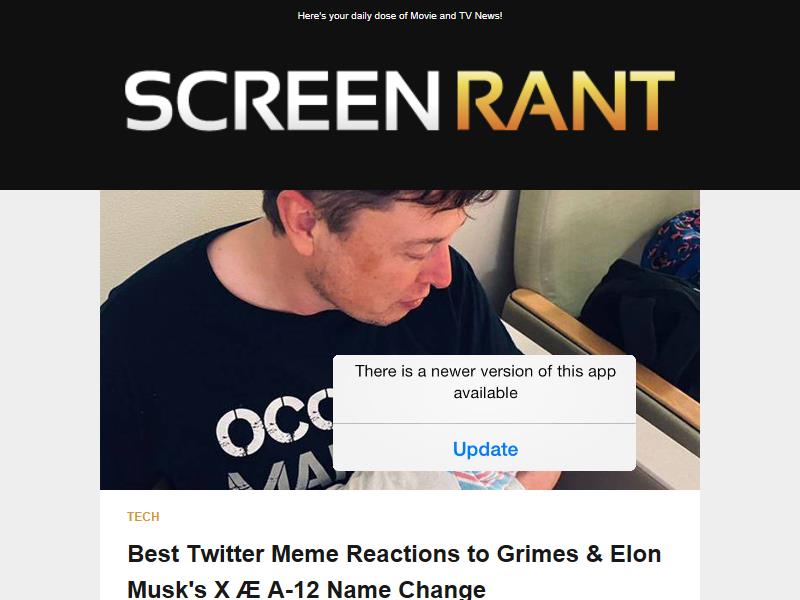 Here's your daily dose of Movie and TV News!
SCREEN RANT
There is a newer version of this app
available
Update
TECH
Best Twitter Meme Reactions to Grimes & Elon
Musk's X Æ A-12 Name Change